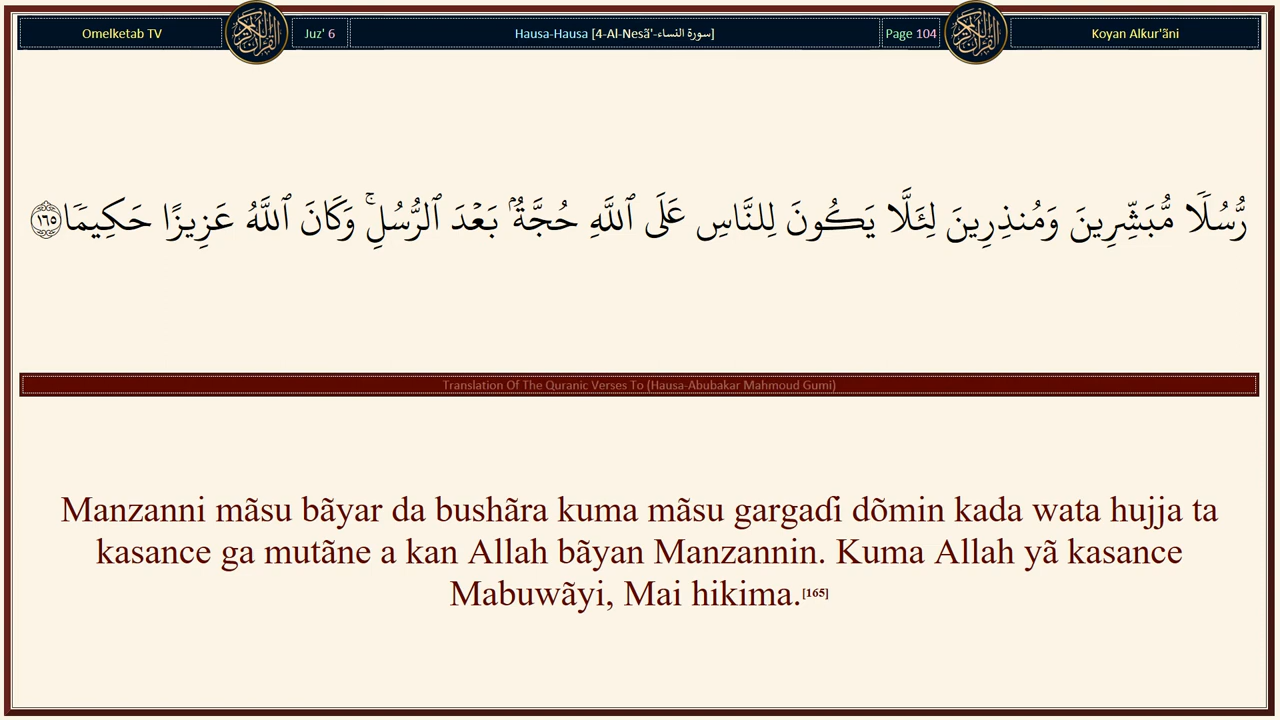 Omelketab TV
Juz' 6
Hausa-Hausa [4-Al-Nesã'-سورة النساء]
Page 104
Koyan Alkur'ãni
رُّسُلًا مُّبَشِّرِينَ وَمُنذِرِينَ لِئَلَّا يَكُونَ لِلنَّاسِ عَلَى ٱللَّهِ حُجَّةُۢ بَعْدَ ٱلرُّسُلِۚ وَكَانَ ٱللَّهُ عَزِيزًا حَكِيمًا ١٦٥
Translation Of The Quranic Verses To (Hausa-Abubakar Mahmoud Gumi)
Manzanni mãsu bãyar da bushãra kuma mãsu gargaɗi dõmin kada wata hujja ta
kasance ga mutãne a kan Allah bãyan Manzannin. Kuma Allah yã kasance
Mabuwãyi, Mai hikima.[165]